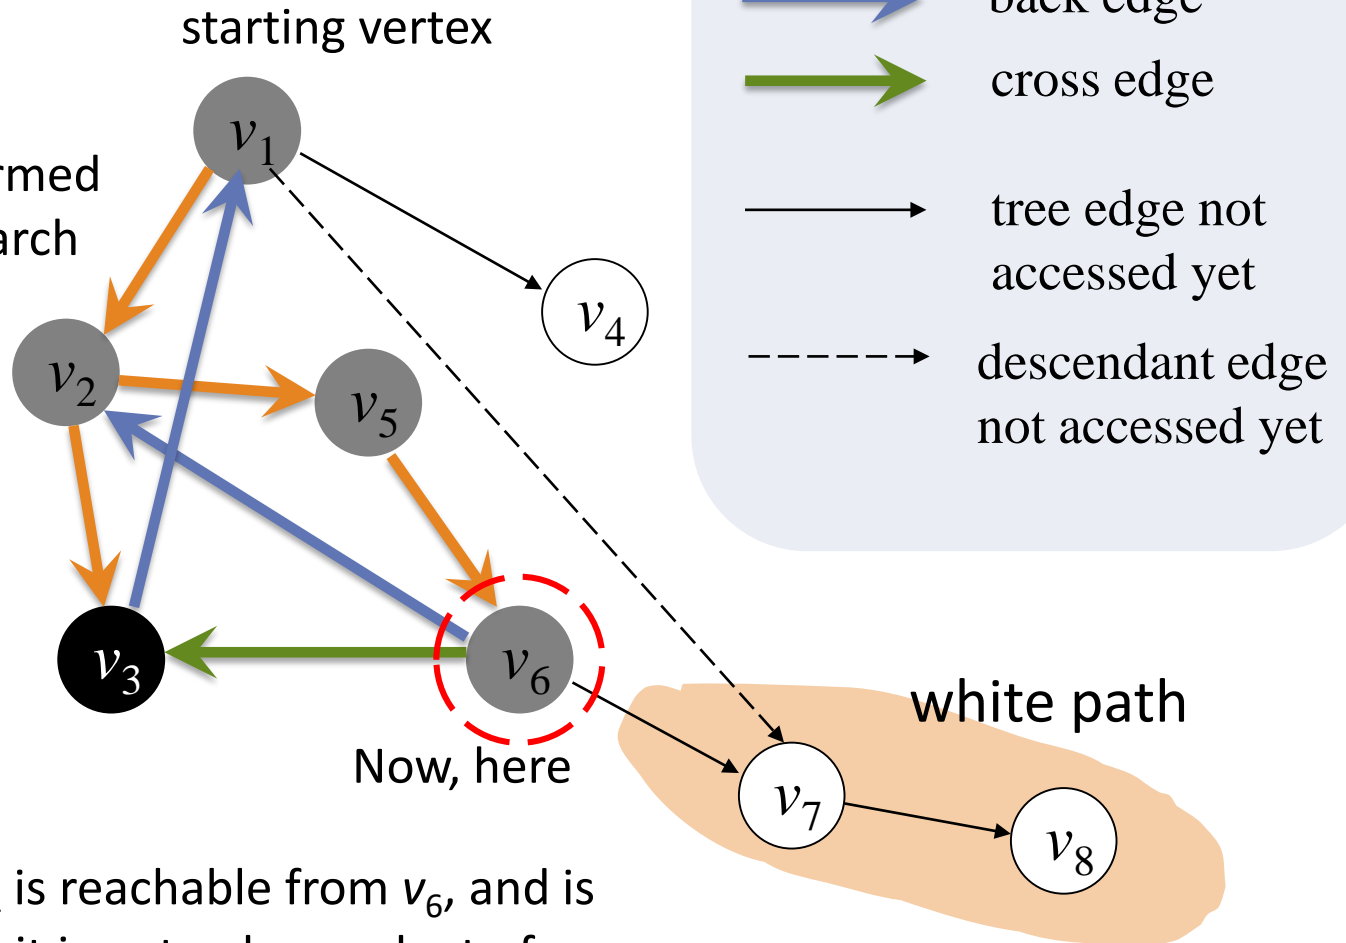 starting vertex
back edge
cross edge
v1
rmed
arch
tree edge not
accessed yet
v4
descendant edge
not accessed yet
v2
v5
v3
v6
white path
Now, here
v7
v8
is reachable from v6, and is